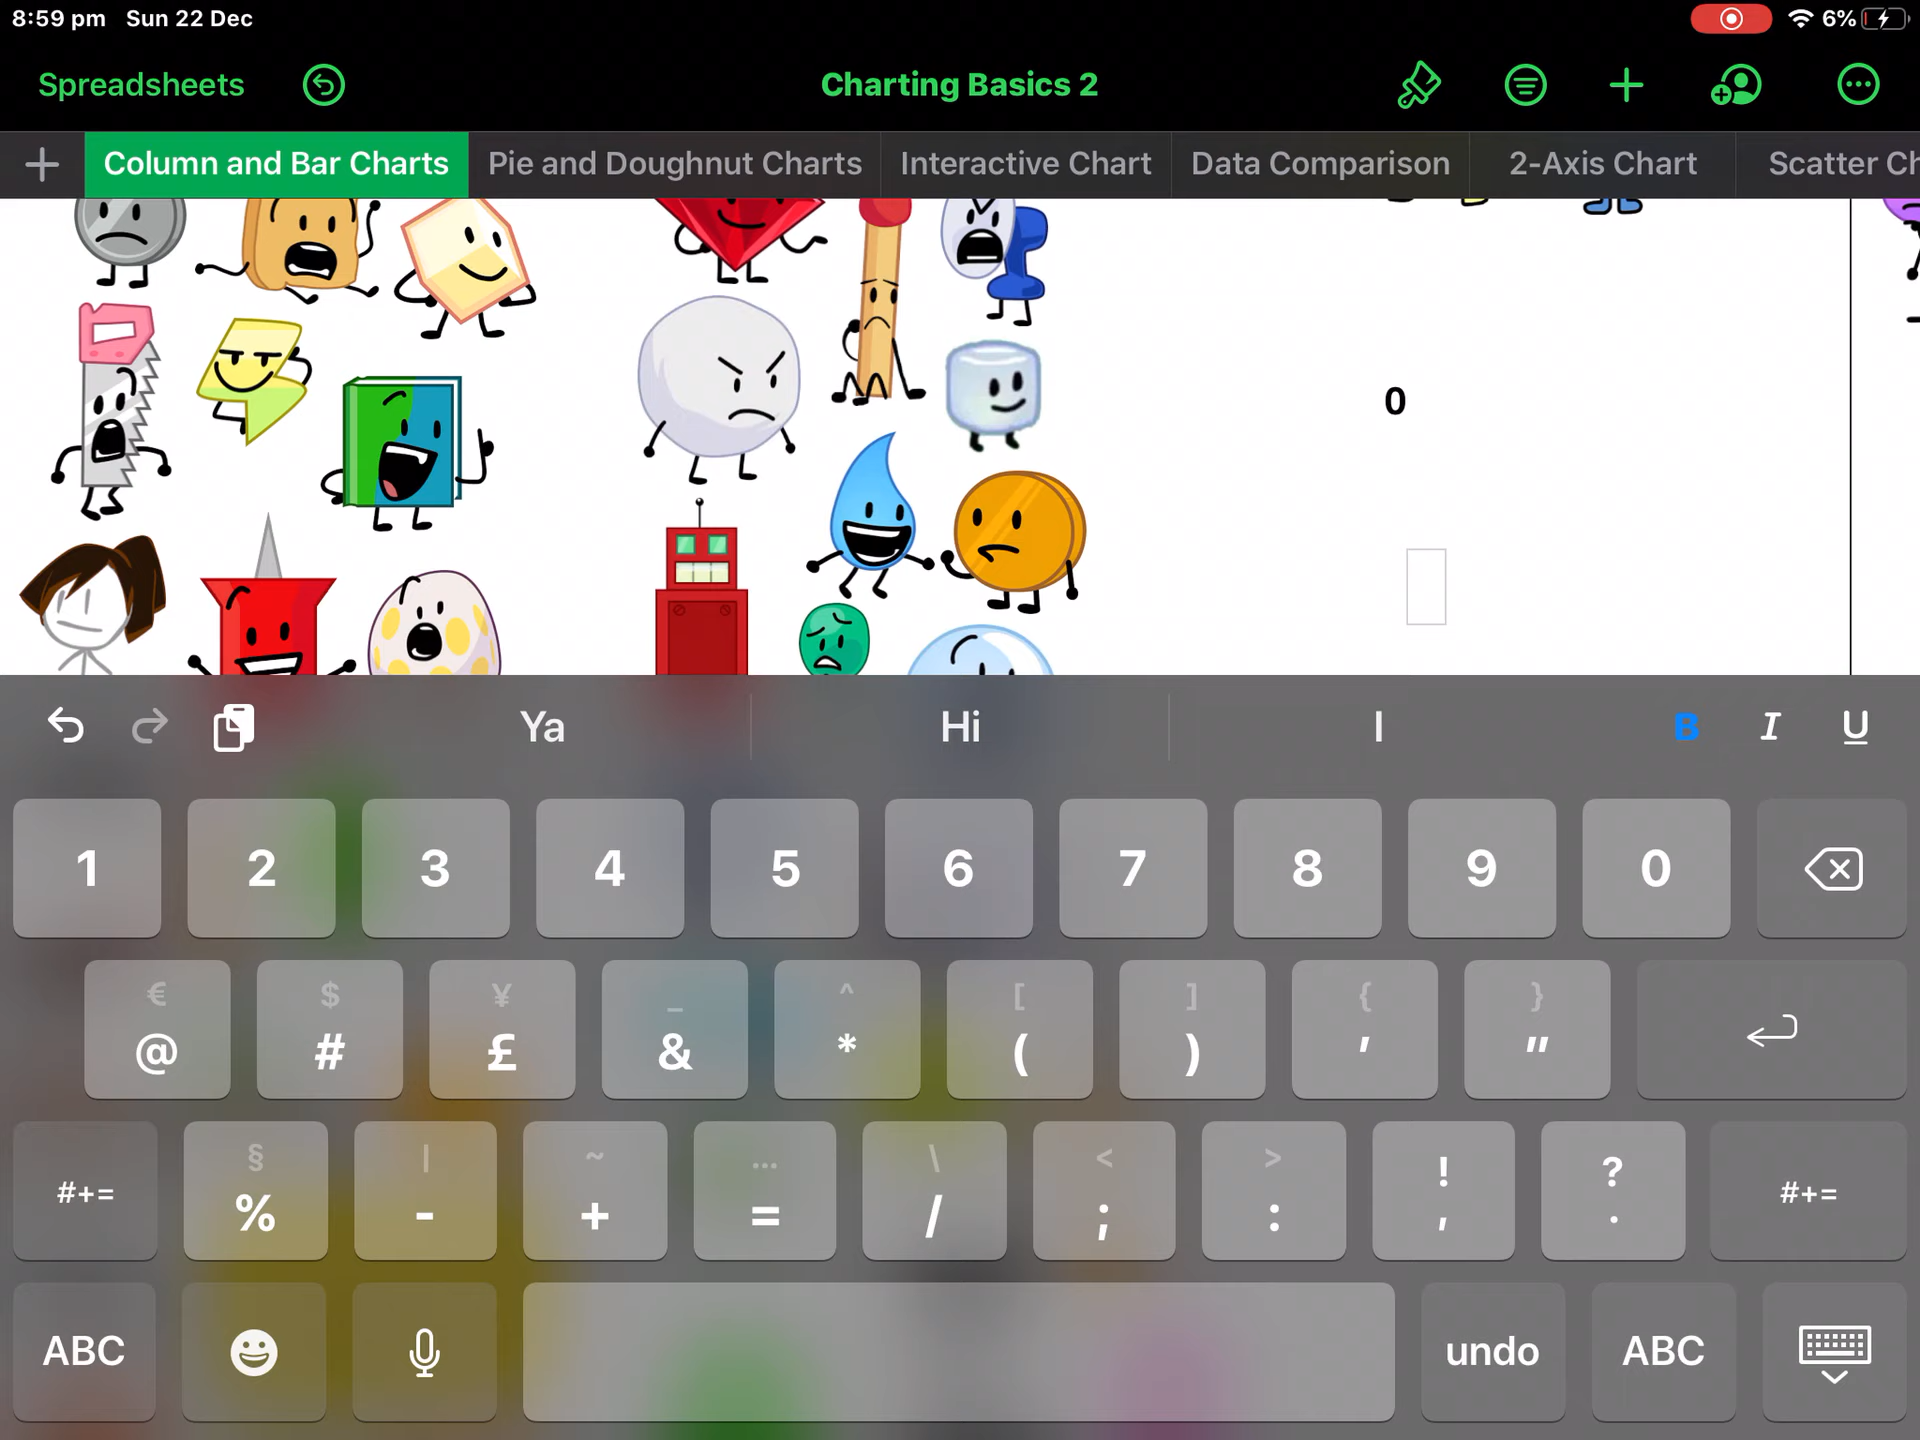 8:59 pm Sun 22 Dec 6%
Spreadsheets Charting Basics 2
Column and Bar Charts Pie and Doughnut Charts Interactive Chart Data Comparison 2-Axis Chart Scatter Ch
0
Ya Hi I B I U
1 2 3 4 5 6 7 8 9 0
€ $ ¥ _ ^ [ ] { }
@ # £ & * ( ) ' "
§ | ~ … \ < > ! ?
#+= % - + = / ; : , . #+=
ABC undo ABC